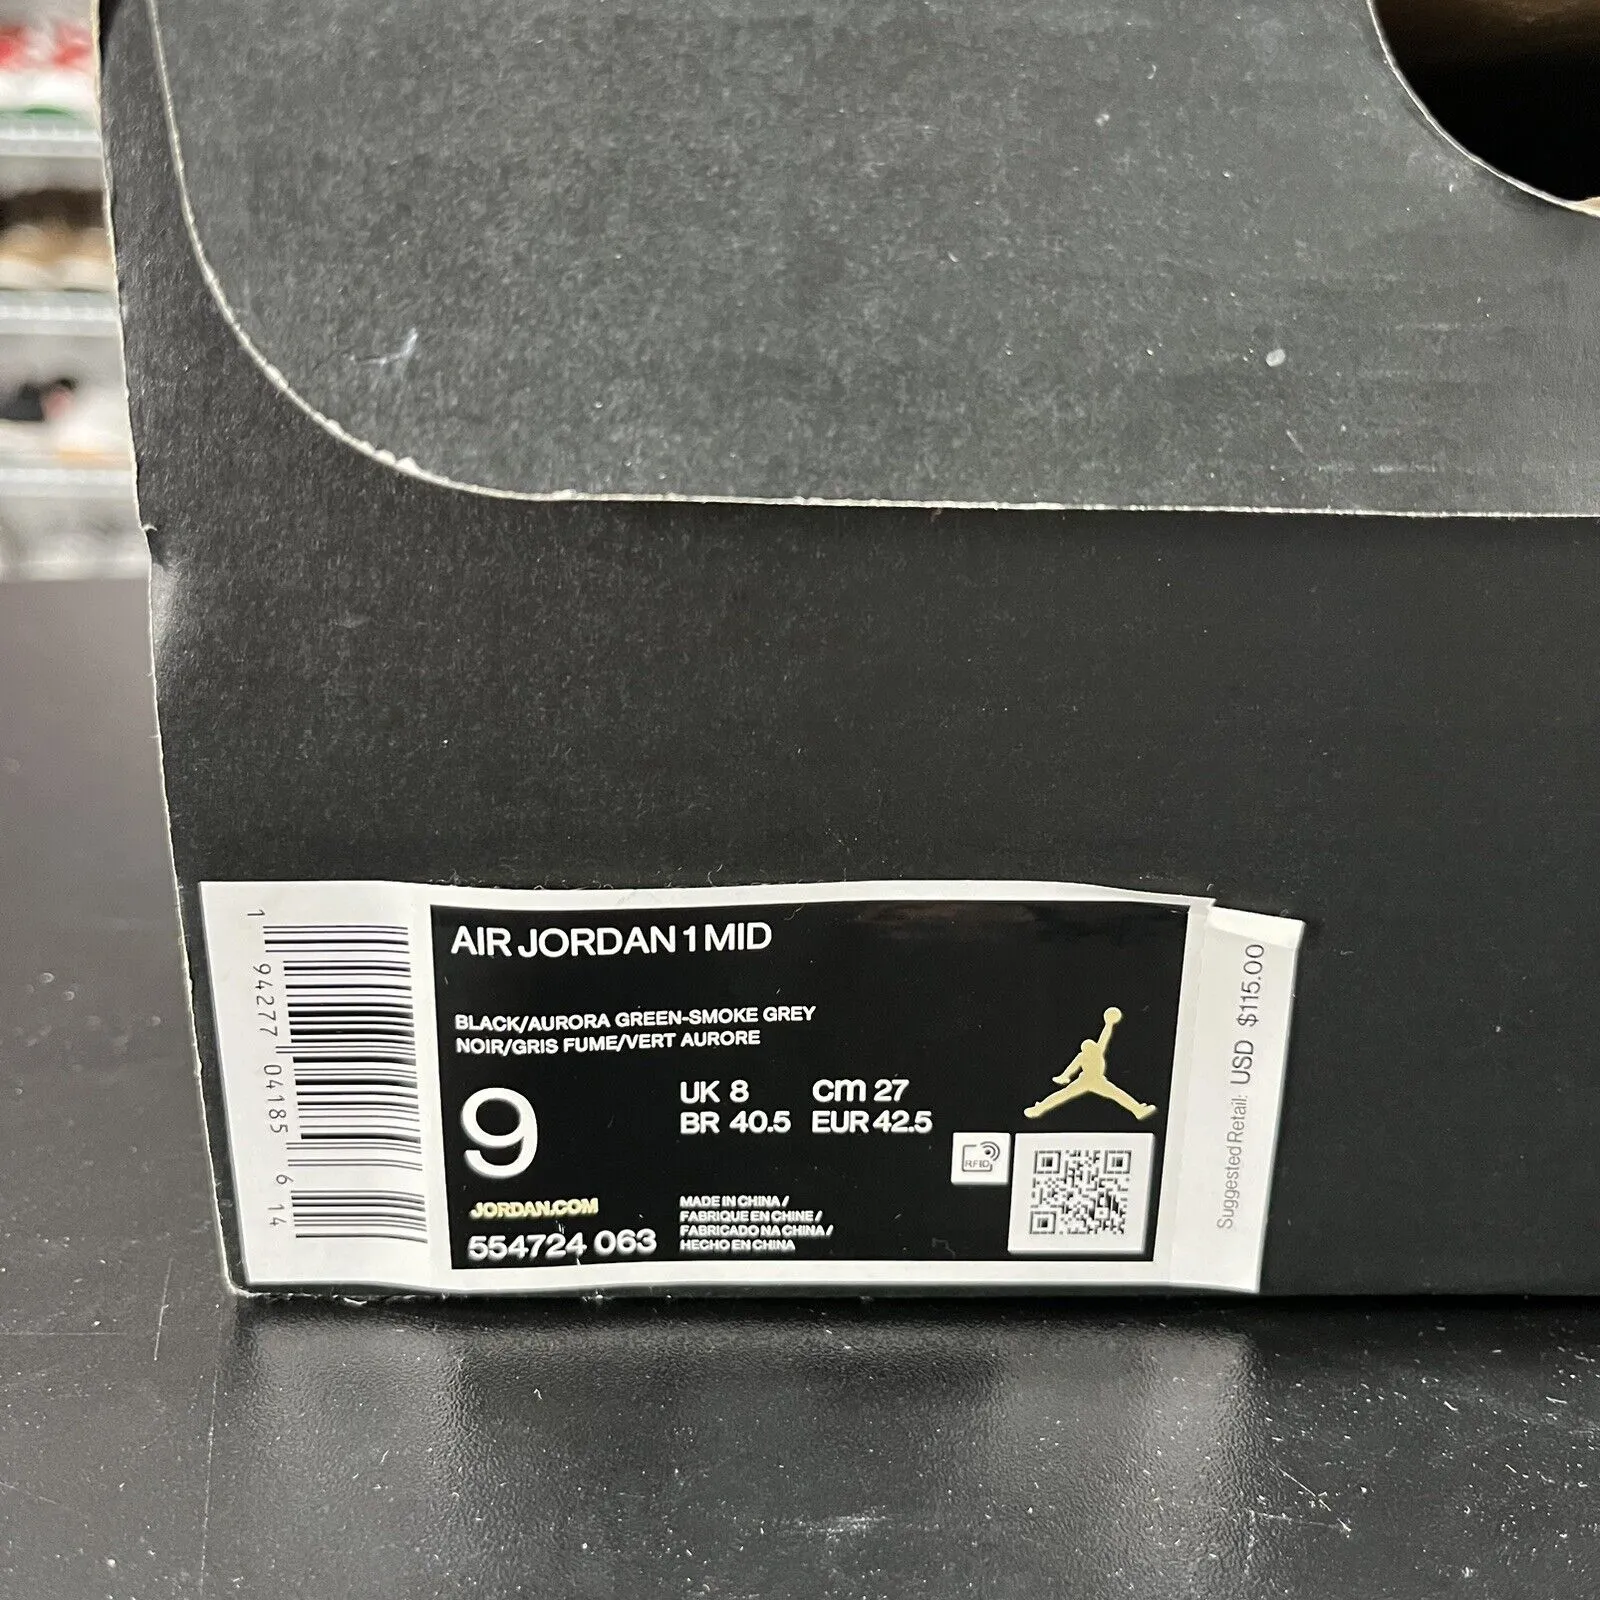 AIR JORDAN 1 MID
BLACK/AURORA GREEN-SMOKE GREY
NOIR/GRIS FUME/VERT AURORE
9
UK 8 cm 27
BR 40.5 EUR 42.5
JORDAN.COM
554724 063
MADE IN CHINA /
FABRIQUE EN CHINE /
FABRICADO NA CHINA /
HECHO EN CHINA
RFID
1 94277 04185 6 14
Suggested Retail: USD $115.00